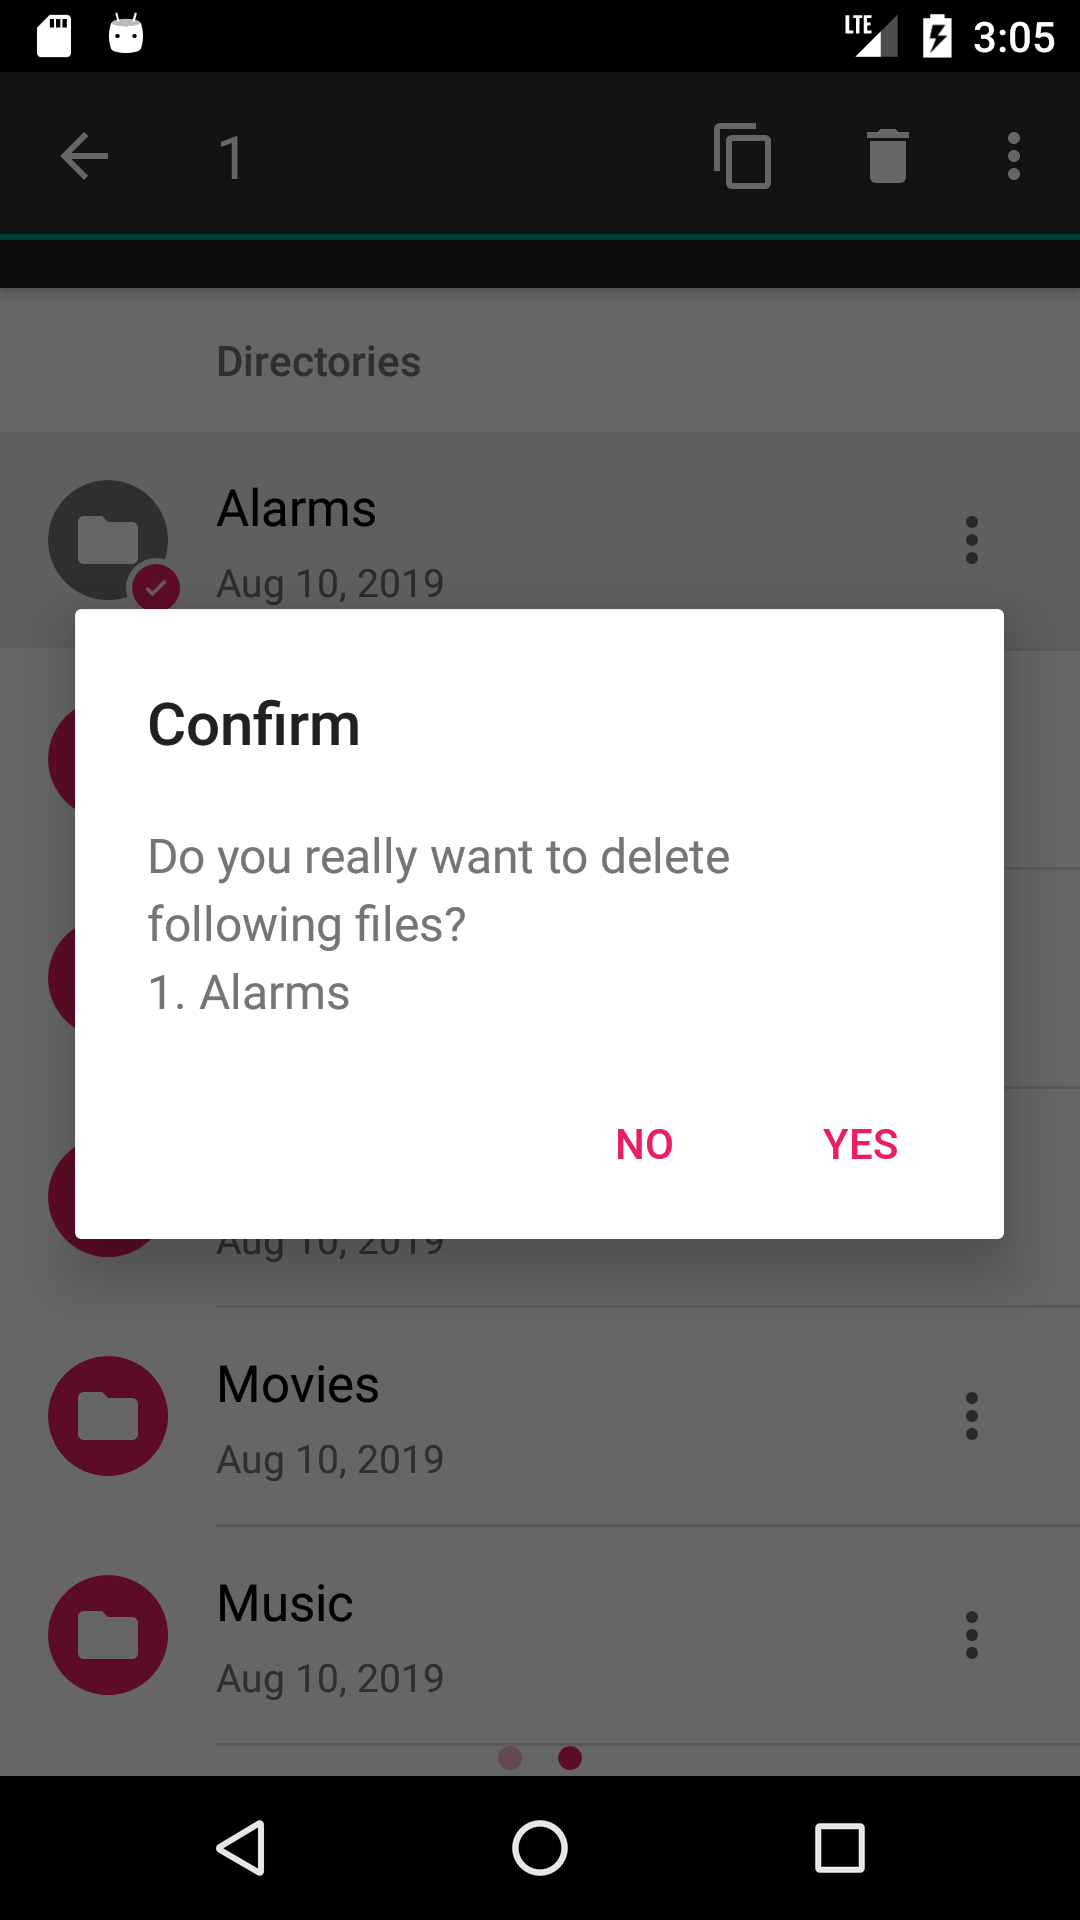 LTE 3:05
1
Directories
Alarms
Aug 10, 2019
Confirm
Do you really want to delete
following files?
1. Alarms
NO YES
Aug 10, 2019
Movies
Aug 10, 2019
Music
Aug 10, 2019